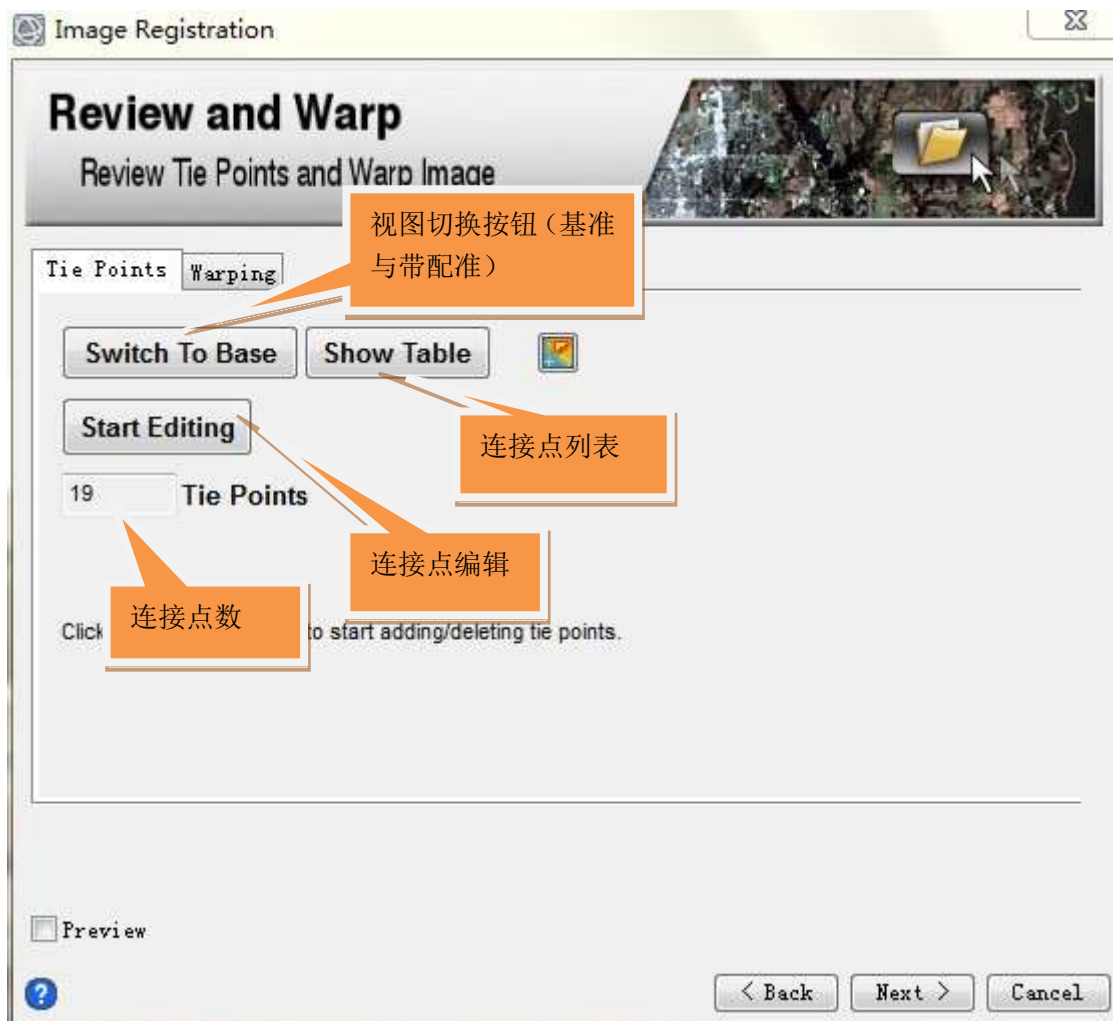 Image Registration
Review and Warp
Review Tie Points and Warp Image
视图切换按钮（基准
与带配准）
Tie Points
Warping
Switch To Base
Show Table
Start Editing
连接点列表
19
Tie Points
连接点编辑
连接点数
Click
to start adding/deleting tie points.
Preview
< Back
Next >
Cancel